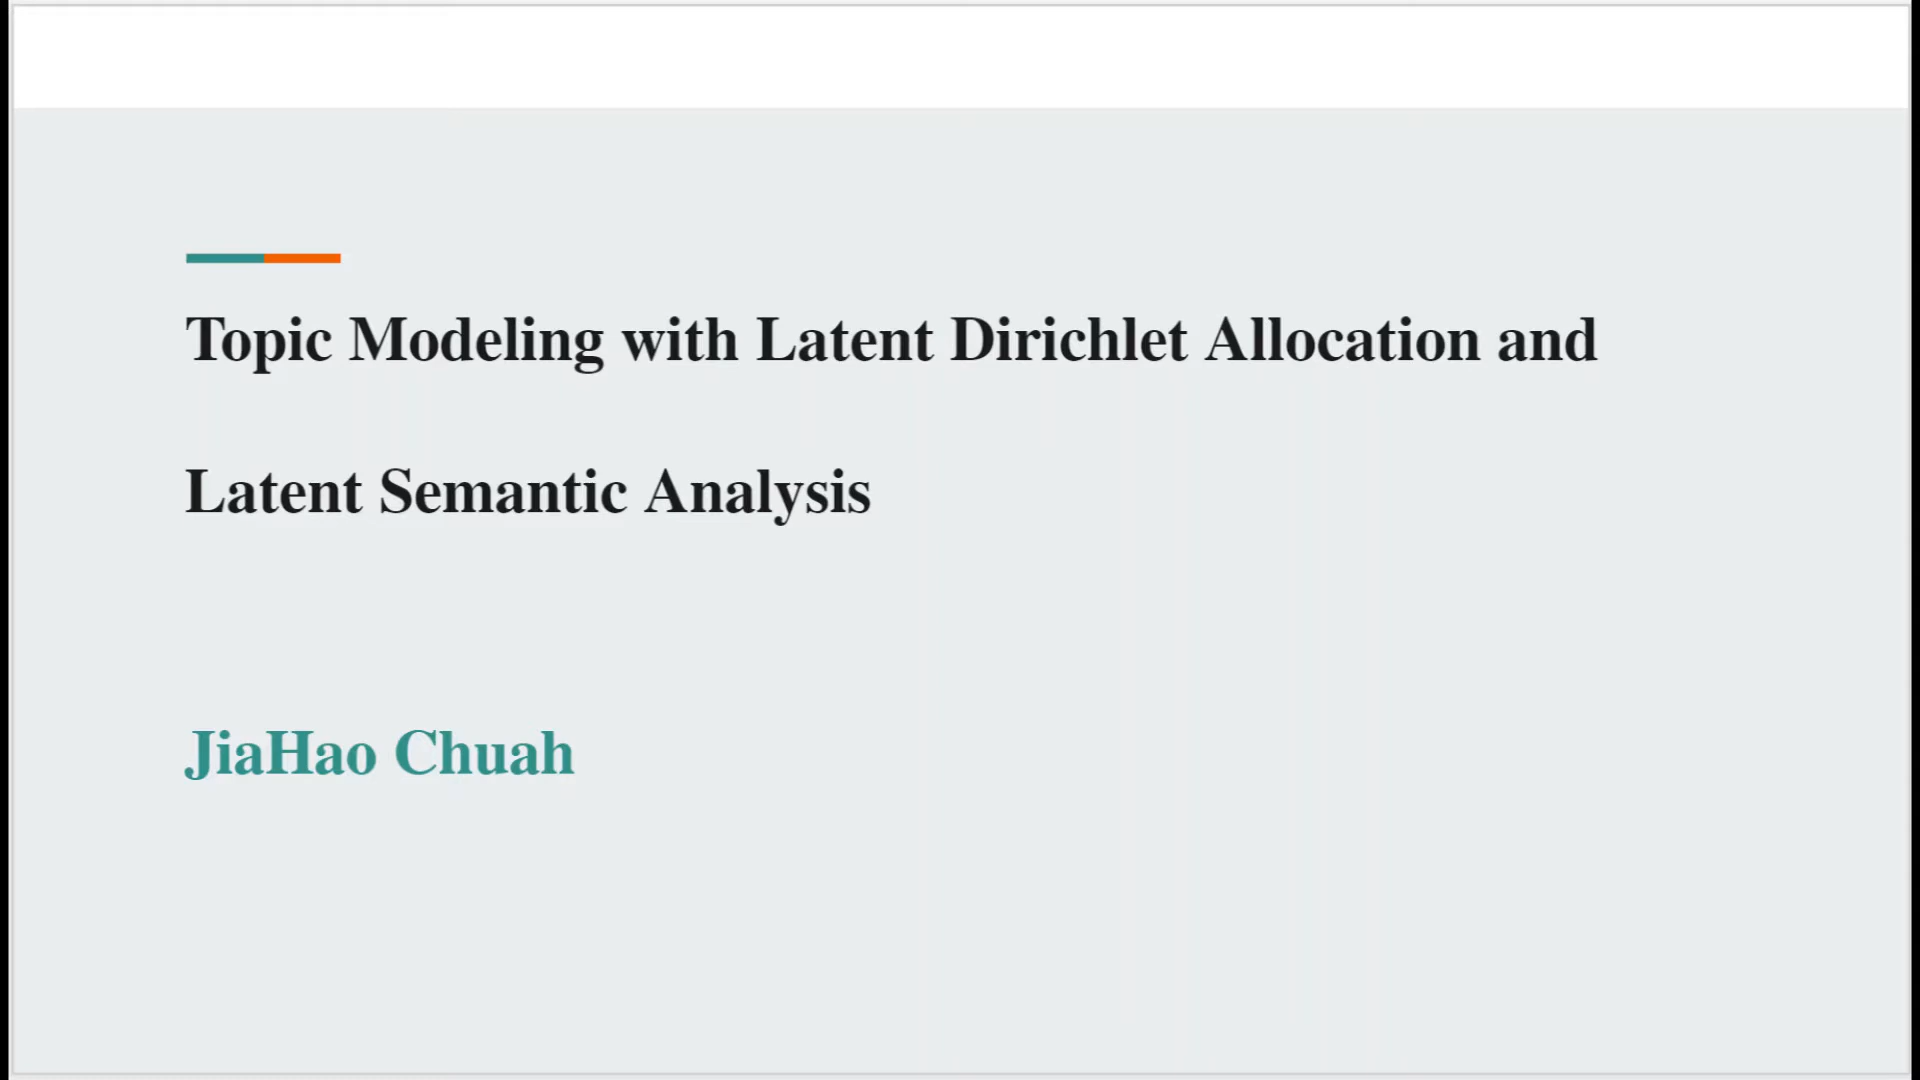 Topic Modeling with Latent Dirichlet Allocation and
Latent Semantic Analysis
JiaHao Chuah